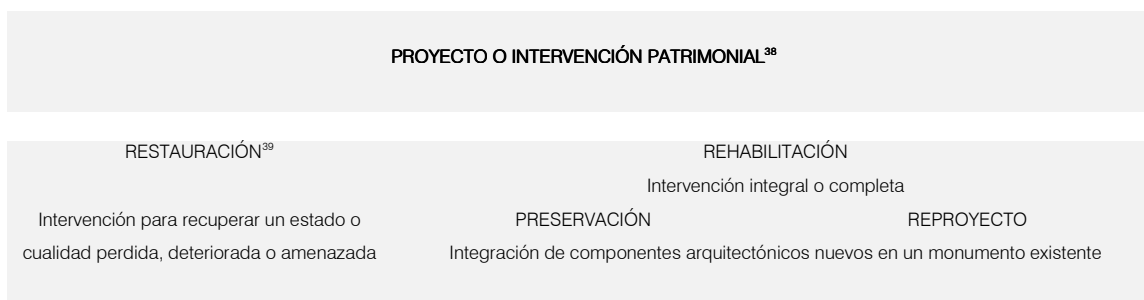 PROYECTO O INTERVENCIÓN PATRIMONIAL³⁸
RESTAURACIÓN³⁹
REHABILITACIÓN
Intervención integral o completa
Intervención para recuperar un estado o
cualidad perdida, deteriorada o amenazada
PRESERVACIÓN
REPROYECTO
Integración de componentes arquitectónicos nuevos en un monumento existente